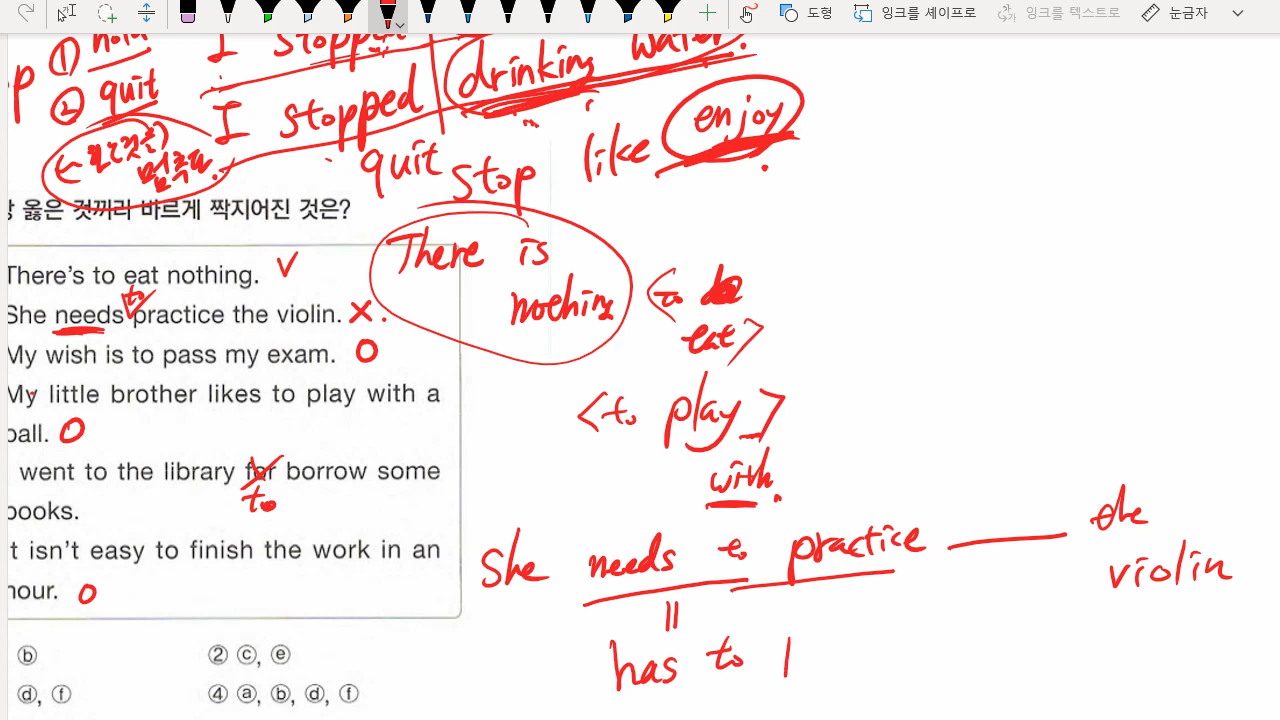 도형 잉크를 셰이프로 잉크를 텍스트로 눈금자
① hold I stopped
② quit I stopped drinking water.
멈추다.
quit stop like enjoy.
옳은 것끼리 바르게 짝지어진 것은?
There is
nothing <to
eat>
There's to eat nothing. V
to
She needs practice the violin. X.
My wish is to pass my exam. O
My little brother likes to play with a
ball. O
<to play>
with.
went to the library for borrow some
to
books.
t isn't easy to finish the work in an
hour. O
She needs to practice the
violin
=
has to
ⓑ ② ⓒ, ⓔ
ⓓ, ⓕ ④ ⓐ, ⓑ, ⓓ, ⓕ